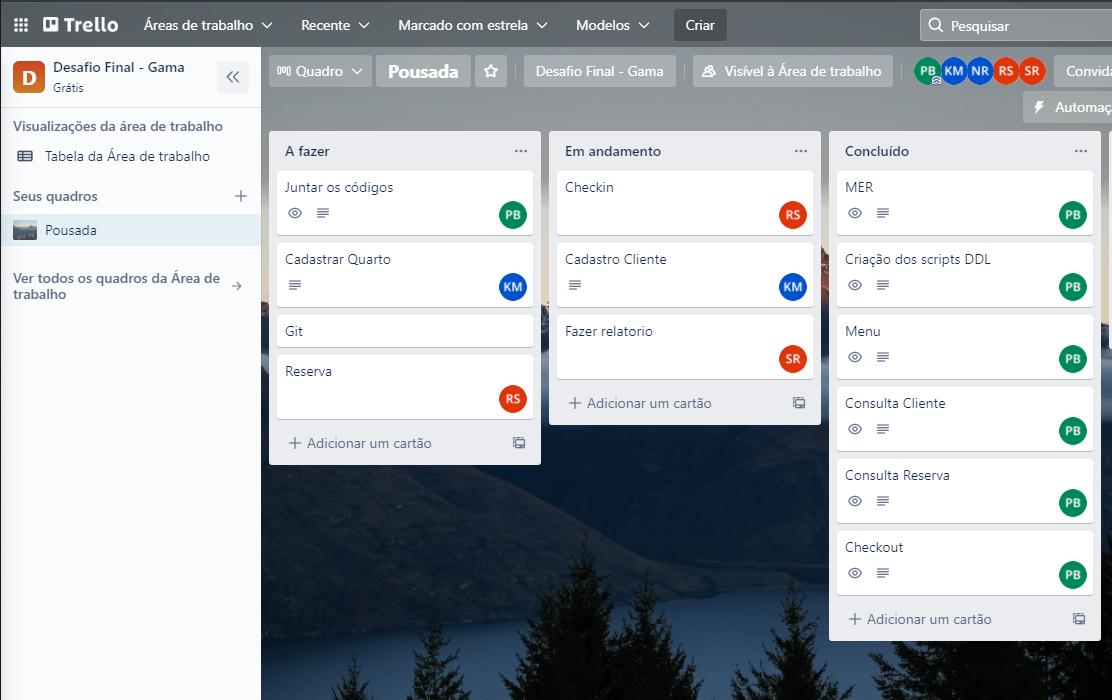 Trello
Áreas de trabalho
Recente
Marcado com estrela
Modelos
Criar
Pesquisar
D
Desafio Final - Gama
Grátis
Visualizações da área de trabalho
Tabela da Área de trabalho
Seus quadros
Pousada
Ver todos os quadros da Área de
trabalho
Quadro
Pousada
Desafio Final - Gama
Visível à Área de trabalho
PB KM NR RS SR
Convida
Automaç
A fazer
Juntar os códigos
PB
Cadastrar Quarto
KM
Git
Reserva
RS
Adicionar um cartão
Em andamento
Checkin
RS
Cadastro Cliente
KM
Fazer relatorio
SR
Adicionar um cartão
Concluído
MER
PB
Criação dos scripts DDL
PB
Menu
PB
Consulta Cliente
PB
Consulta Reserva
PB
Checkout
PB
Adicionar um cartão